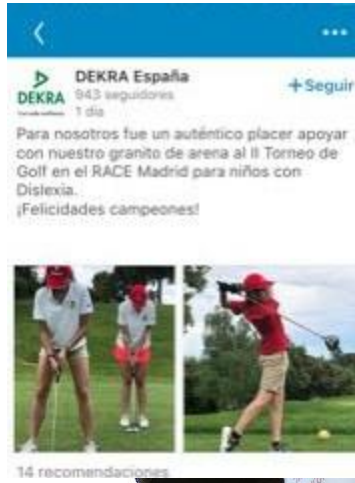 DEKRA España
943 seguidores
+ Seguir
DEKRA
1 día
Para nosotros fue un auténtico placer apoyar
con nuestro granito de arena al II Torneo de
Golf en el RACE Madrid para niños con
Dislexia.
¡Felicidades campeones!
14 recomendaciones